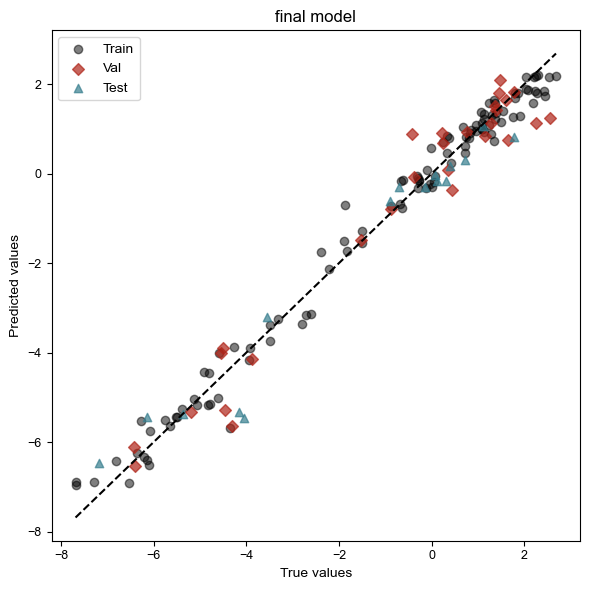 final model
Train
Val
Test
2
0
−2
−4
−6
−8
Predicted values
−8 −6 −4 −2 0 2
True values